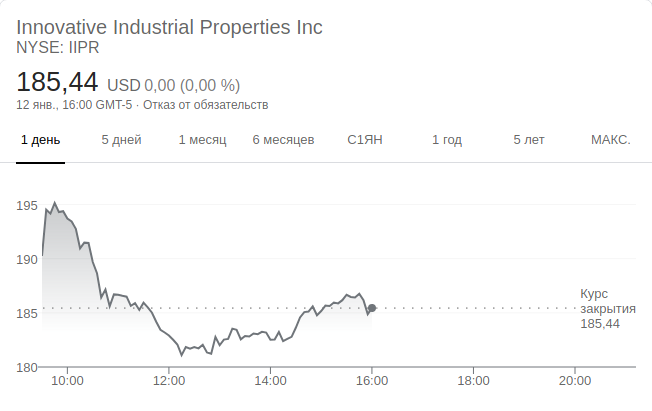 Innovative Industrial Properties Inc
NYSE: IIPR
185,44 USD 0,00 (0,00 %)
12 янв., 16:00 GMT-5 · Отказ от обязательств
1 день 5 дней 1 месяц 6 месяцев С1ЯН 1 год 5 лет МАКС.
195
190
185
180
Курс
закрытия
185,44
10:00 12:00 14:00 16:00 18:00 20:00